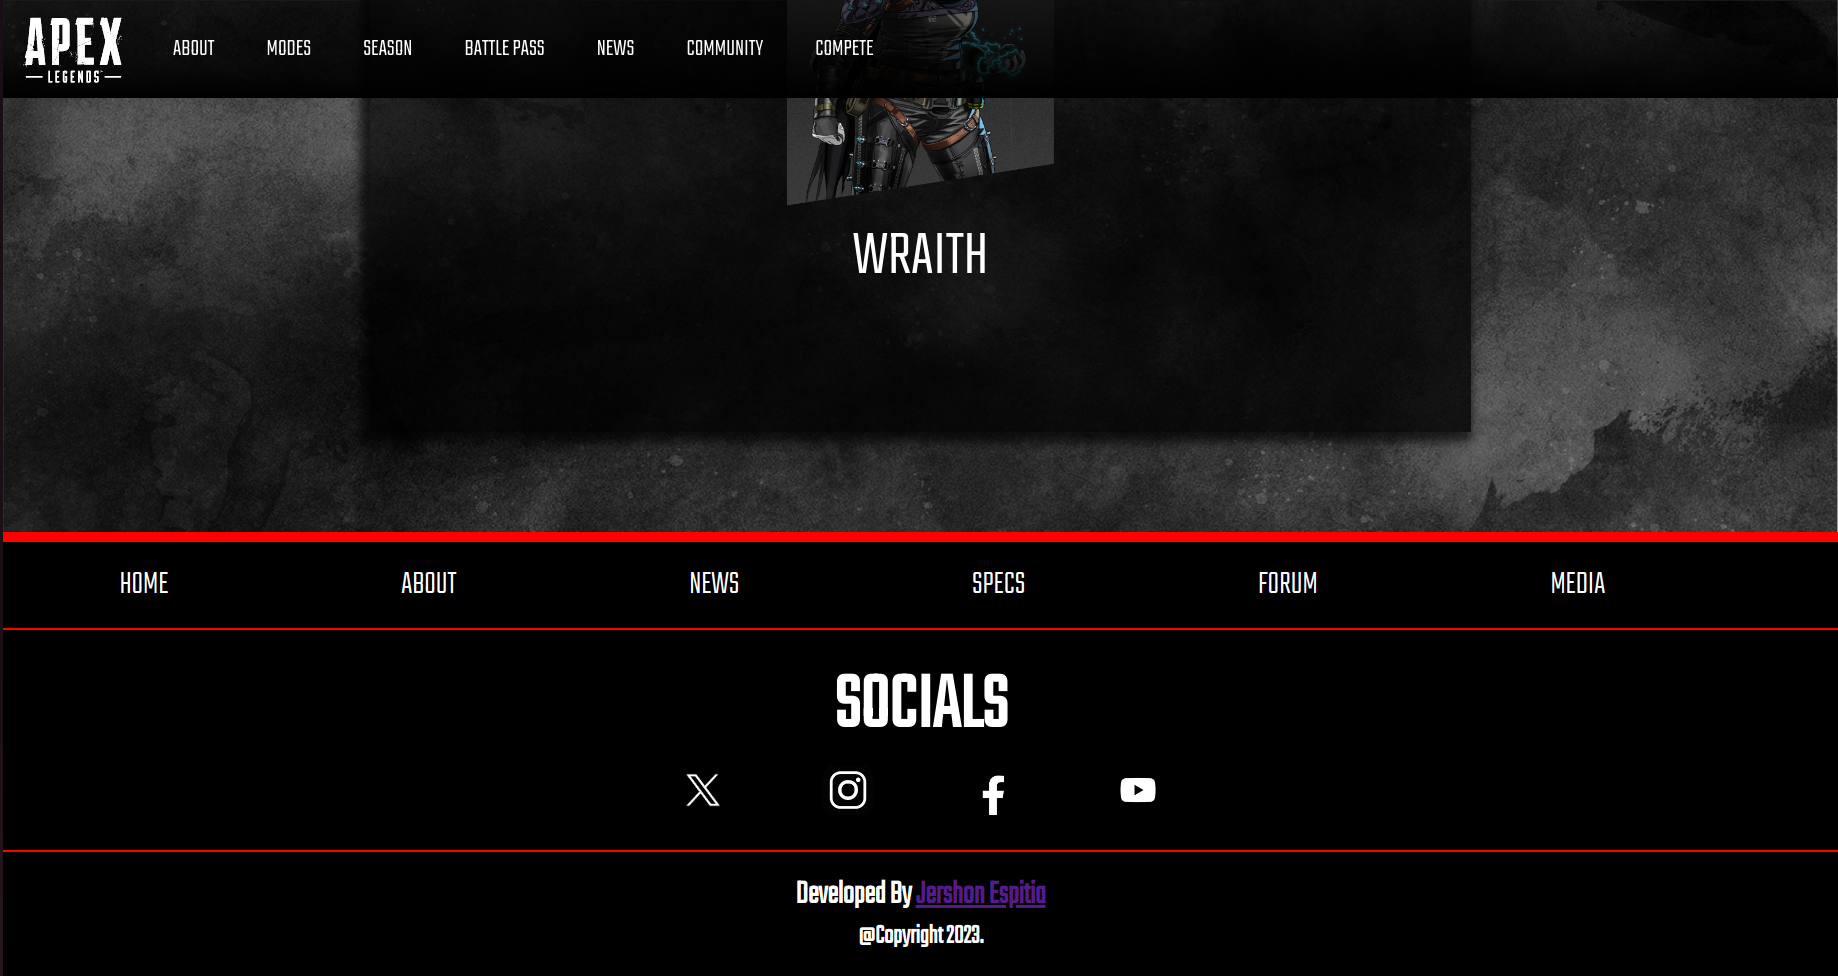 APEX
LEGENDS
ABOUT MODES SEASON BATTLE PASS NEWS COMMUNITY COMPETE
WRAITH
HOME ABOUT NEWS SPECS FORUM MEDIA
SOCIALS
Developed By Jershon Espitia
@Copyright 2023.